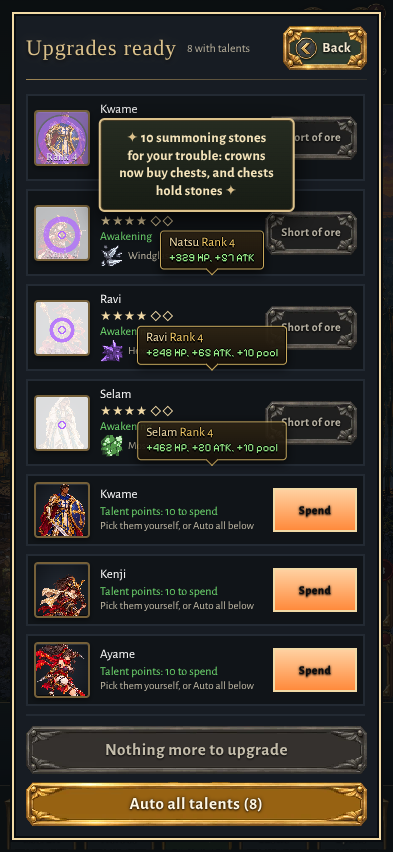 Upgrades ready
8 with talents
Back
Kwame
Rank 4
Short of ore
✦ 10 summoning stones
for your trouble: crowns
now buy chests, and chests
hold stones ✦
★★★★◇◇
Awakening
Windgl
Short of ore
Natsu Rank 4
+329 HP, +57 ATK
Ravi
★★★★◇◇
Awaken
Short of ore
Ravi Rank 4
+248 HP, +65 ATK, +10 pool
Selam
★★★★◇◇
Awaken
Short of ore
Selam Rank 4
+462 HP, +20 ATK, +10 pool
Kwame
Talent points: 10 to spend
Pick them yourself, or Auto all below
Spend
Kenji
Talent points: 10 to spend
Pick them yourself, or Auto all below
Spend
Ayame
Talent points: 10 to spend
Pick them yourself, or Auto all below
Spend
Nothing more to upgrade
Auto all talents (8)